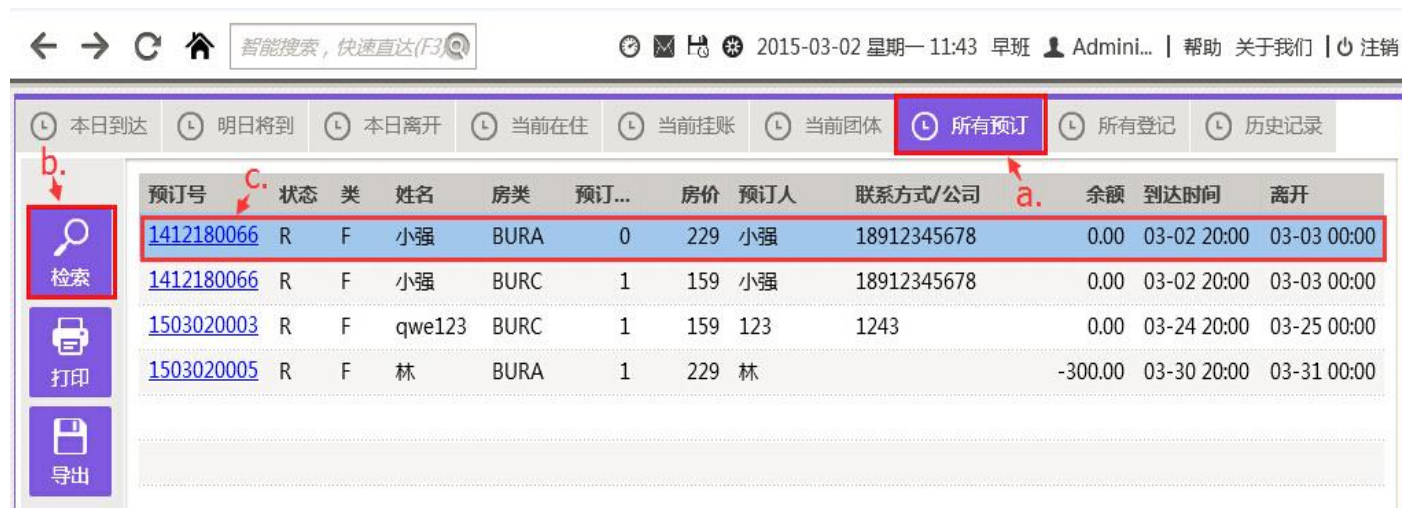 智能搜索，快速直达(F3)
2015-03-02 星期一 11:43 早班 Admini... | 帮助 关于我们 | 注销
本日到达 明日将到 本日离开 当前在住 当前挂账 当前团体 所有预订 所有登记 历史记录
b.
c.
a.
预订号 状态 类 姓名 房类 预订... 房价 预订人 联系方式/公司 余额 到达时间 离开
1412180066 R F 小强 BURA 0 229 小强 18912345678 0.00 03-02 20:00 03-03 00:00
检索
1412180066 R F 小强 BURC 1 159 小强 18912345678 0.00 03-02 20:00 03-03 00:00
1503020003 R F qwe123 BURC 1 159 123 1243 0.00 03-24 20:00 03-25 00:00
打印
1503020005 R F 林 BURA 1 229 林 -300.00 03-30 20:00 03-31 00:00
导出